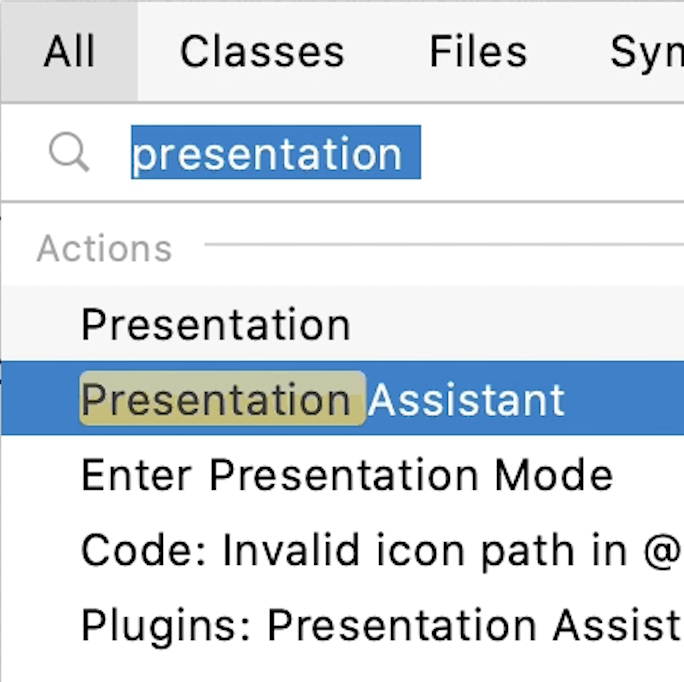 All Classes Files Sym
presentation
Actions
Presentation
Presentation Assistant
Enter Presentation Mode
Code: Invalid icon path in @
Plugins: Presentation Assist